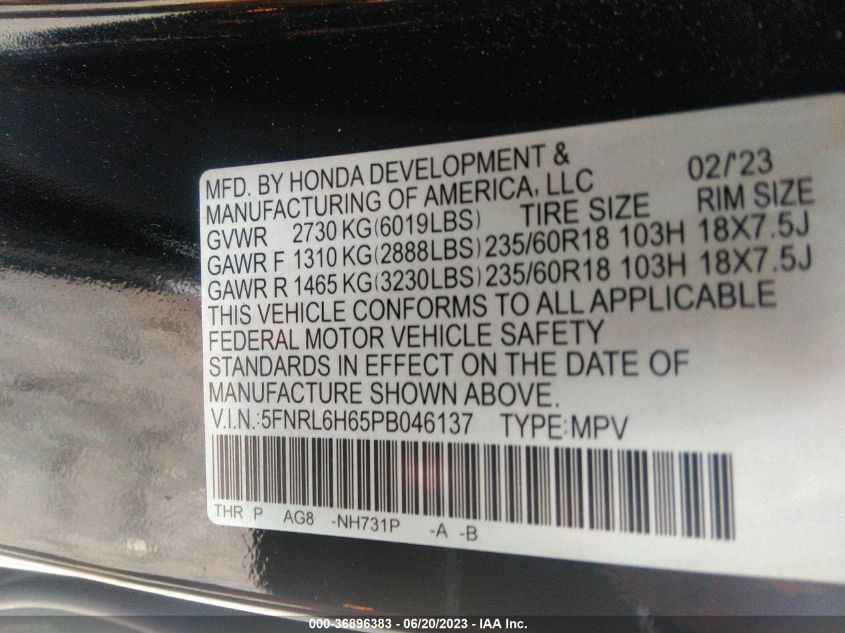 MFD. BY HONDA DEVELOPMENT & 02/'23
MANUFACTURING OF AMERICA, LLC
GVWR 2730 KG(6019LBS) TIRE SIZE RIM SIZE
GAWR F 1310 KG(2888LBS) 235/60R18 103H 18X7.5J
GAWR R 1465 KG(3230LBS) 235/60R18 103H 18X7.5J
THIS VEHICLE CONFORMS TO ALL APPLICABLE
FEDERAL MOTOR VEHICLE SAFETY
STANDARDS IN EFFECT ON THE DATE OF
MANUFACTURE SHOWN ABOVE.
V.I.N.:5FNRL6H65PB046137 TYPE:MPV
THR P AG8 -NH731P -A -B
000-36896383 - 06/20/2023 - IAA Inc.